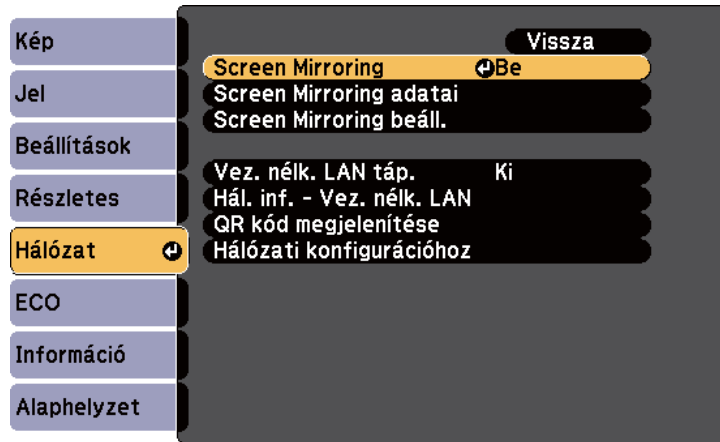 Kép
Jel
Beállítások
Részletes
Hálózat
ECO
Információ
Alaphelyzet
Vissza
Screen Mirroring Be
Screen Mirroring adatai
Screen Mirroring beáll.
Vez. nélk. LAN táp. Ki
Hál. inf. - Vez. nélk. LAN
QR kód megjelenítése
Hálózati konfigurációhoz